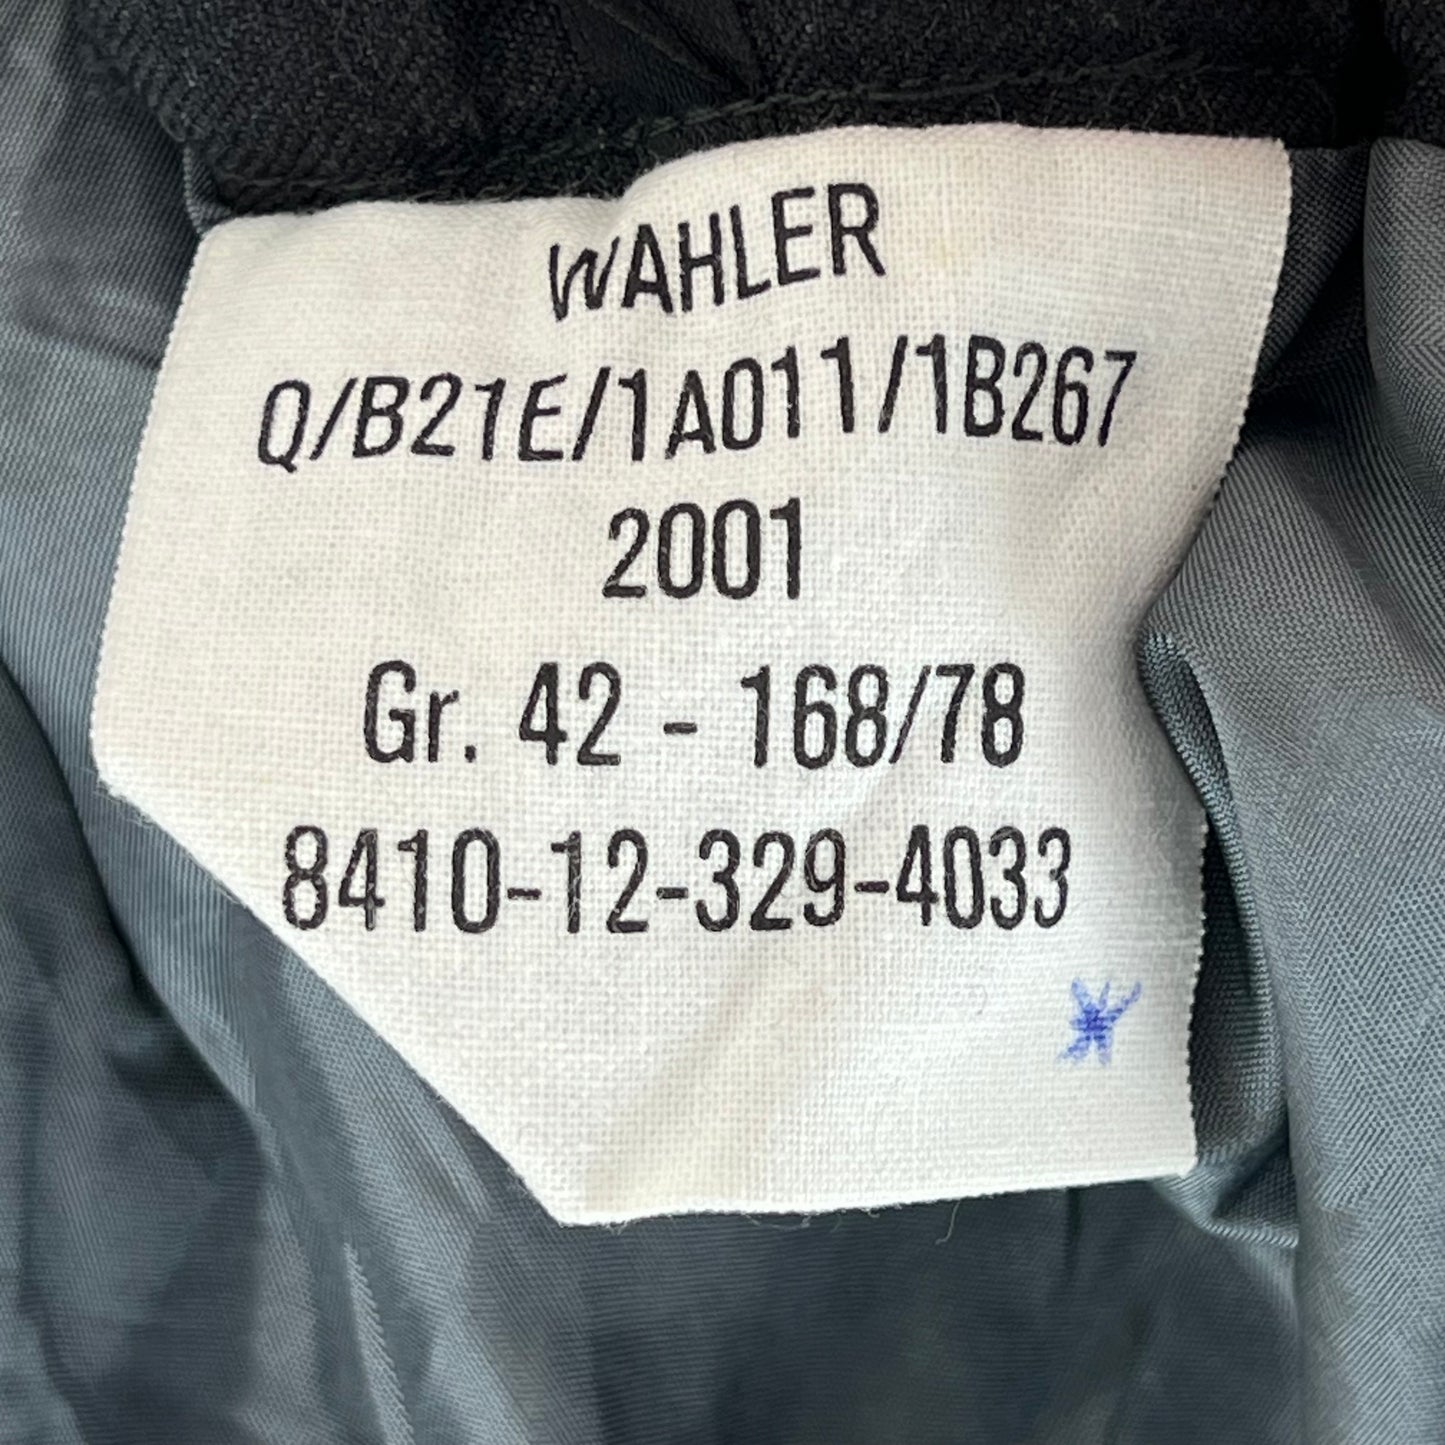 WAHLER
Q/B21E/1A011/1B267
2001
Gr. 42 - 168/78
8410-12-329-4033